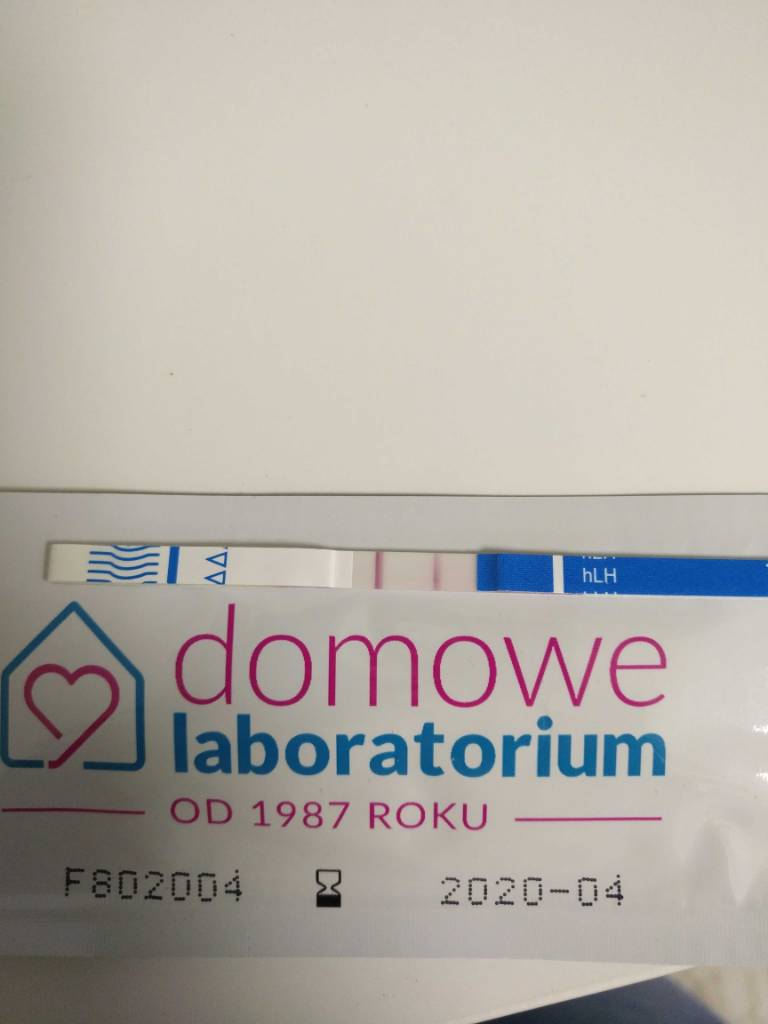 hLH
domowe
laboratorium
OD 1987 ROKU
F802004 2020-04